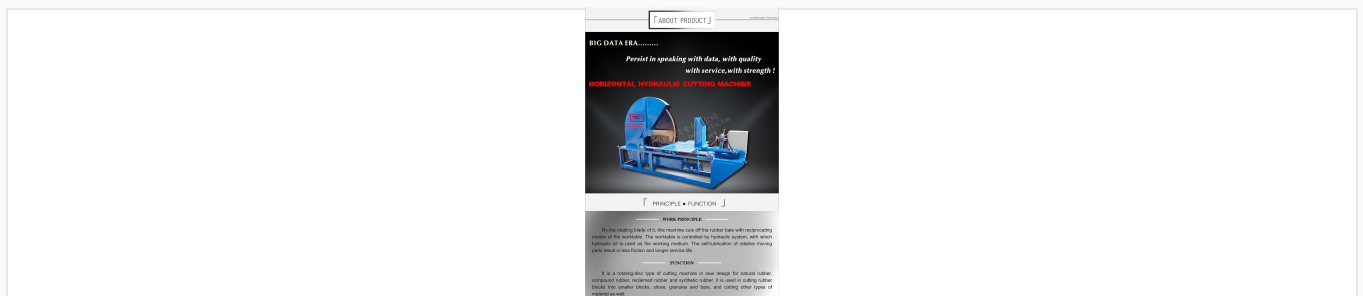 「ABOUT PRODUCT」
BIG DATA ERA.........
Persist in speaking with data, with quality
with service,with strength !
HORIZONTAL HYDRAULIC CUTTING MACHINE
「 PRINCIPLE ● FUNCTION 」
WORK PRINCIPLE
By the rotating blade of it, this machine cuts off the rubber bale with reciprocating
motion of the worktable. The worktable is controlled by hydraulic system, with which
hydraulic oil is used as the working medium. The self-lubrication of relative moving
parts result in less friction and longer service life.
FUNCTION
It is a rotating-disc type of cutting machine in new design for natural rubber,
compound rubber, reclaimed rubber and synthetic rubber. It is used in cutting rubber
blocks into smaller blocks, slices, granules and bars, and cutting other types of
material as well.